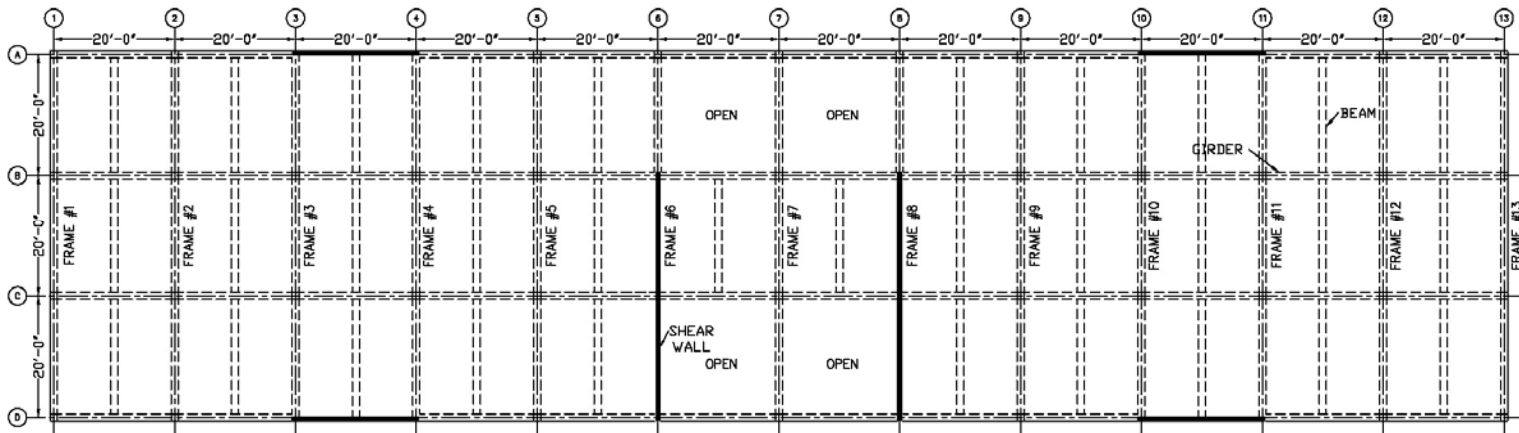 1 2 3 4 5 6 7 8 9 10 11 12 13
20'-0" 20'-0" 20'-0" 20'-0" 20'-0" 20'-0" 20'-0" 20'-0" 20'-0" 20'-0" 20'-0" 20'-0"
A
20'-0"
OPEN OPEN
BEAM
GIRDER
B
20'-0"
FRAME #1
FRAME #2
FRAME #3
FRAME #4
FRAME #5
FRAME #6
FRAME #7
FRAME #8
FRAME #9
FRAME #10
FRAME #11
FRAME #12
FRAME #13
C
20'-0"
SHEAR
WALL
OPEN OPEN
D